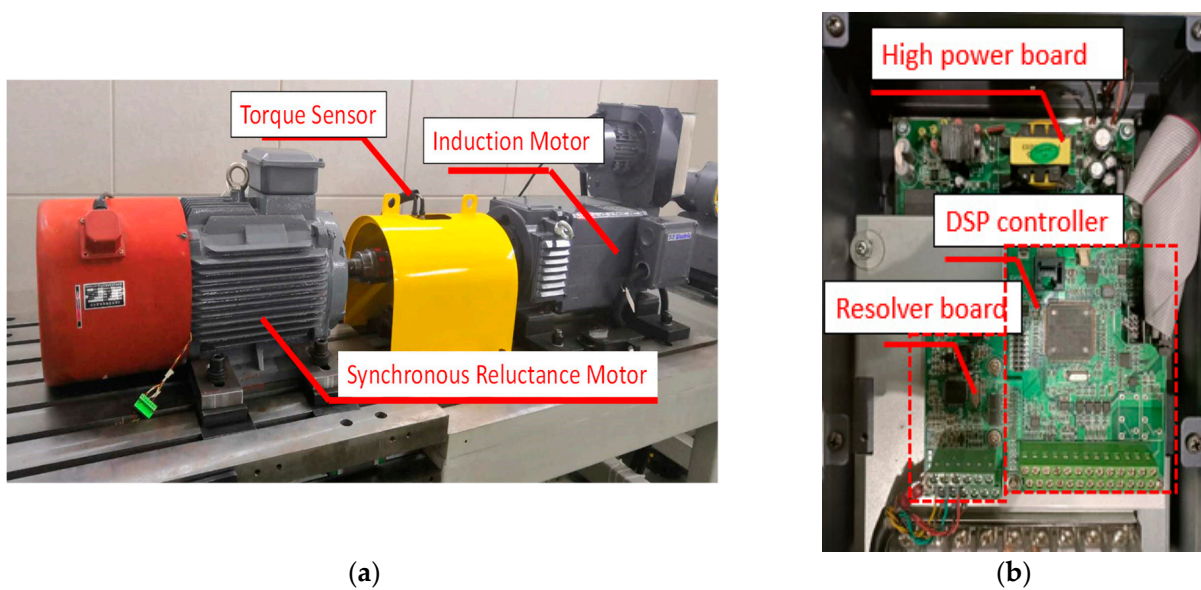 Torque Sensor
Induction Motor
Synchronous Reluctance Motor
(a)
High power board
DSP controller
Resolver board
(b)